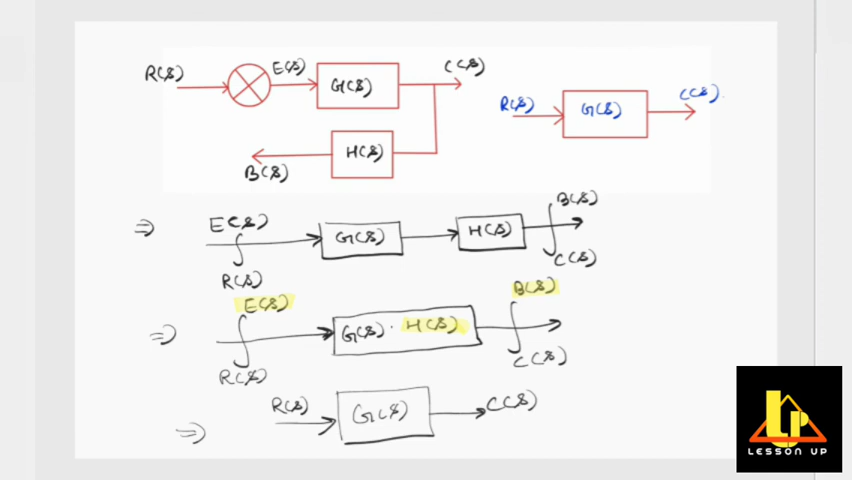 R(S) E(S) G(S) C(S)
R(S) G(S) C(S).
H(S)
B(S)
⇒ E(S) G(S) H(S) B(S)
R(S) C(S)
E(S) B(S)
⇒ G(S) · H(S)
R(S) C(S)
⇒ R(S) G(S) C(S)
LESSON UP